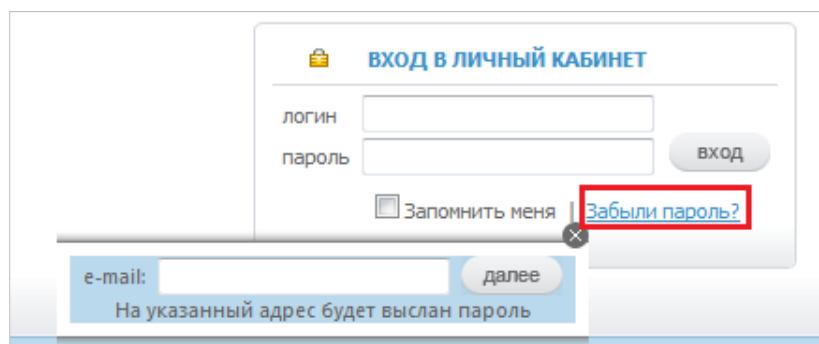 ВХОД В ЛИЧНЫЙ КАБИНЕТ
логин
пароль
вход
Запомнить меня | Забыли пароль?
e-mail:
далее
На указанный адрес будет выслан пароль